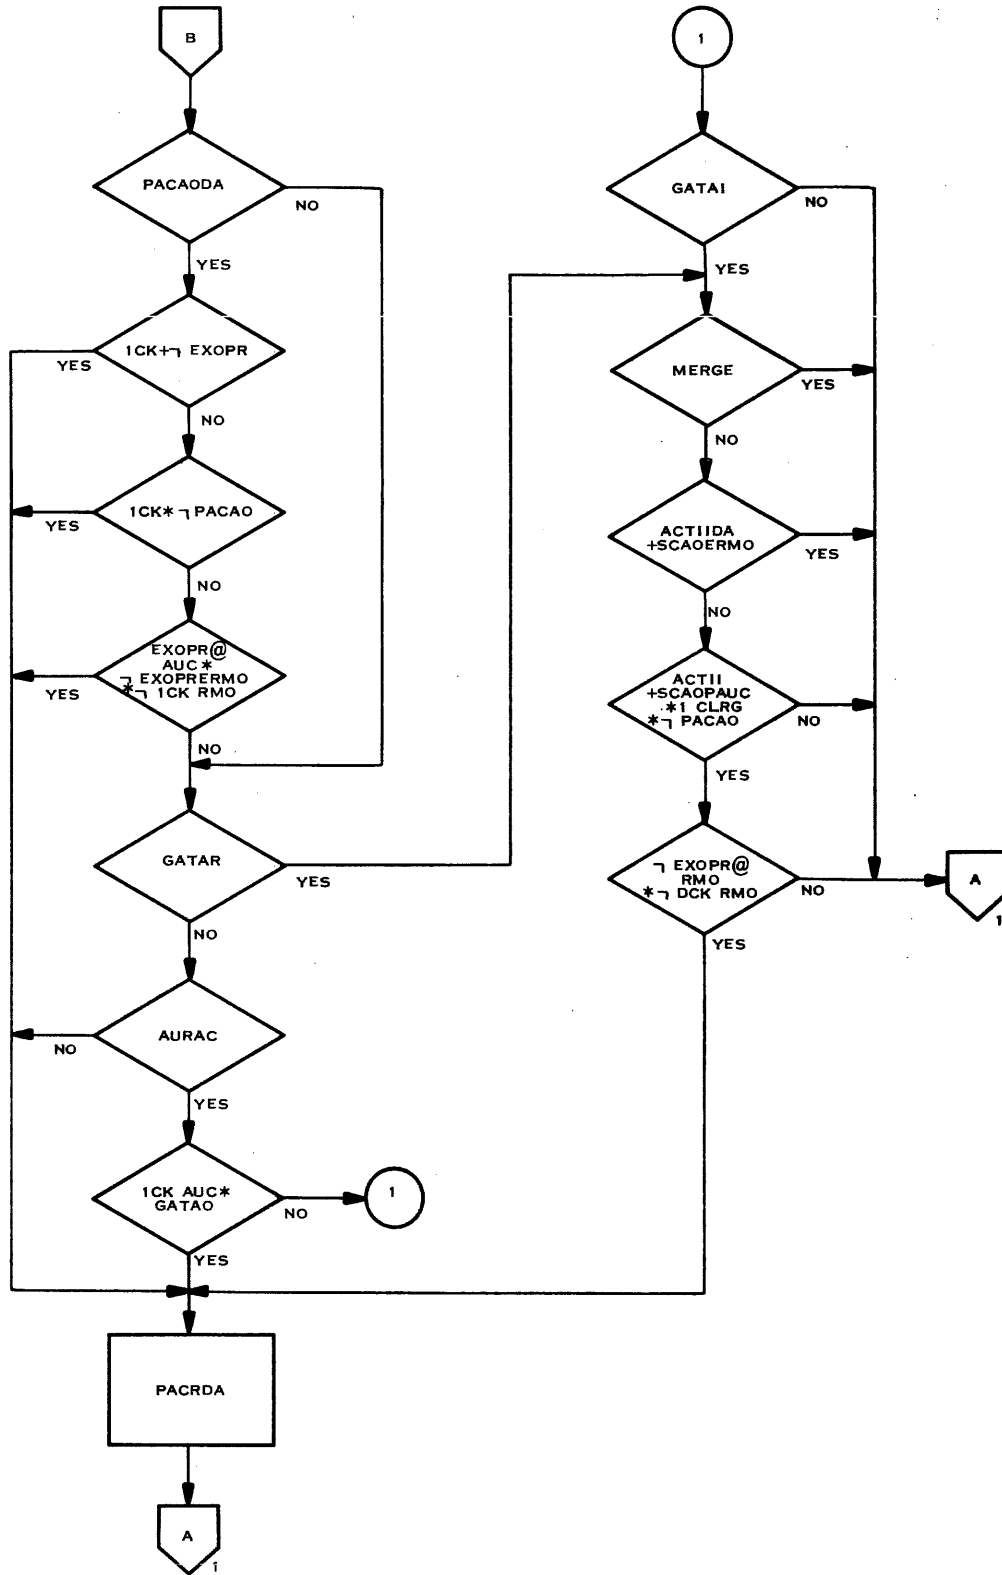 B
PACAODA
NO
YES
1CK+¬ EXOPR
YES
NO
1CK*¬ PACAO
YES
NO
EXOPR@
AUC*
¬ EXOPRERMO
*¬ 1CK RMO
YES
NO
GATAR
YES
NO
AURAC
NO
YES
1CK AUC*
GATAO
NO
1
YES
PACRDA
A
1
1
GATAI
NO
YES
MERGE
YES
NO
ACTIIDA
+SCAOERMO
YES
NO
ACTII
+SCAOPAUC
*1 CLRG
*¬ PACAO
NO
YES
¬ EXOPR@
RMO
*¬ DCK RMO
NO
YES
A
1